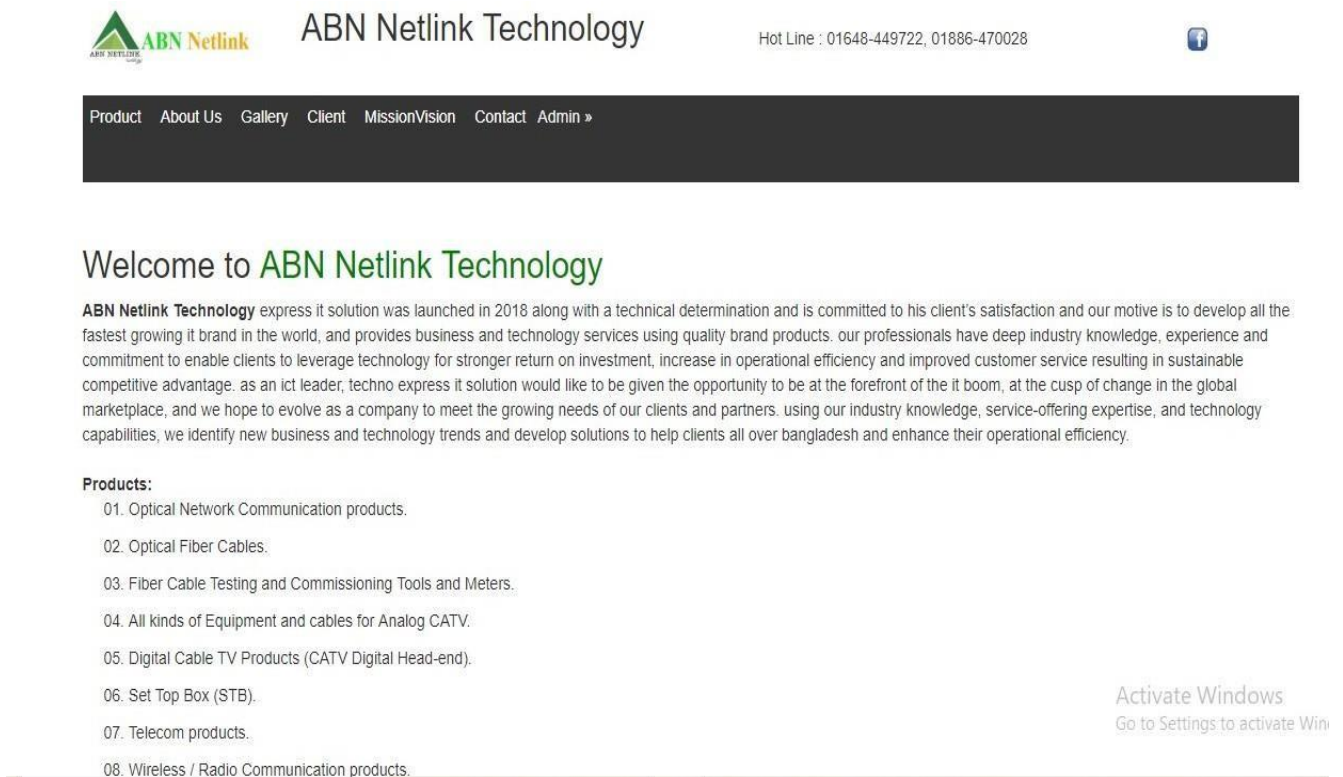 ABN Netlink
ABN NETLINK
ABN Netlink Technology
Hot Line : 01648-449722, 01886-470028
f
Product About Us Gallery Client MissionVision Contact Admin »
Welcome to ABN Netlink Technology
ABN Netlink Technology express it solution was launched in 2018 along with a technical determination and is committed to his client's satisfaction and our motive is to develop all the
fastest growing it brand in the world, and provides business and technology services using quality brand products. our professionals have deep industry knowledge, experience and
commitment to enable clients to leverage technology for stronger return on investment, increase in operational efficiency and improved customer service resulting in sustainable
competitive advantage. as an ict leader, techno express it solution would like to be given the opportunity to be at the forefront of the it boom, at the cusp of change in the global
marketplace, and we hope to evolve as a company to meet the growing needs of our clients and partners. using our industry knowledge, service-offering expertise, and technology
capabilities, we identify new business and technology trends and develop solutions to help clients all over bangladesh and enhance their operational efficiency.
Products:
01. Optical Network Communication products.
02. Optical Fiber Cables.
03. Fiber Cable Testing and Commissioning Tools and Meters.
04. All kinds of Equipment and cables for Analog CATV.
05. Digital Cable TV Products (CATV Digital Head-end).
06. Set Top Box (STB).
07. Telecom products.
08. Wireless / Radio Communication products.
Activate Windows
Go to Settings to activate Win